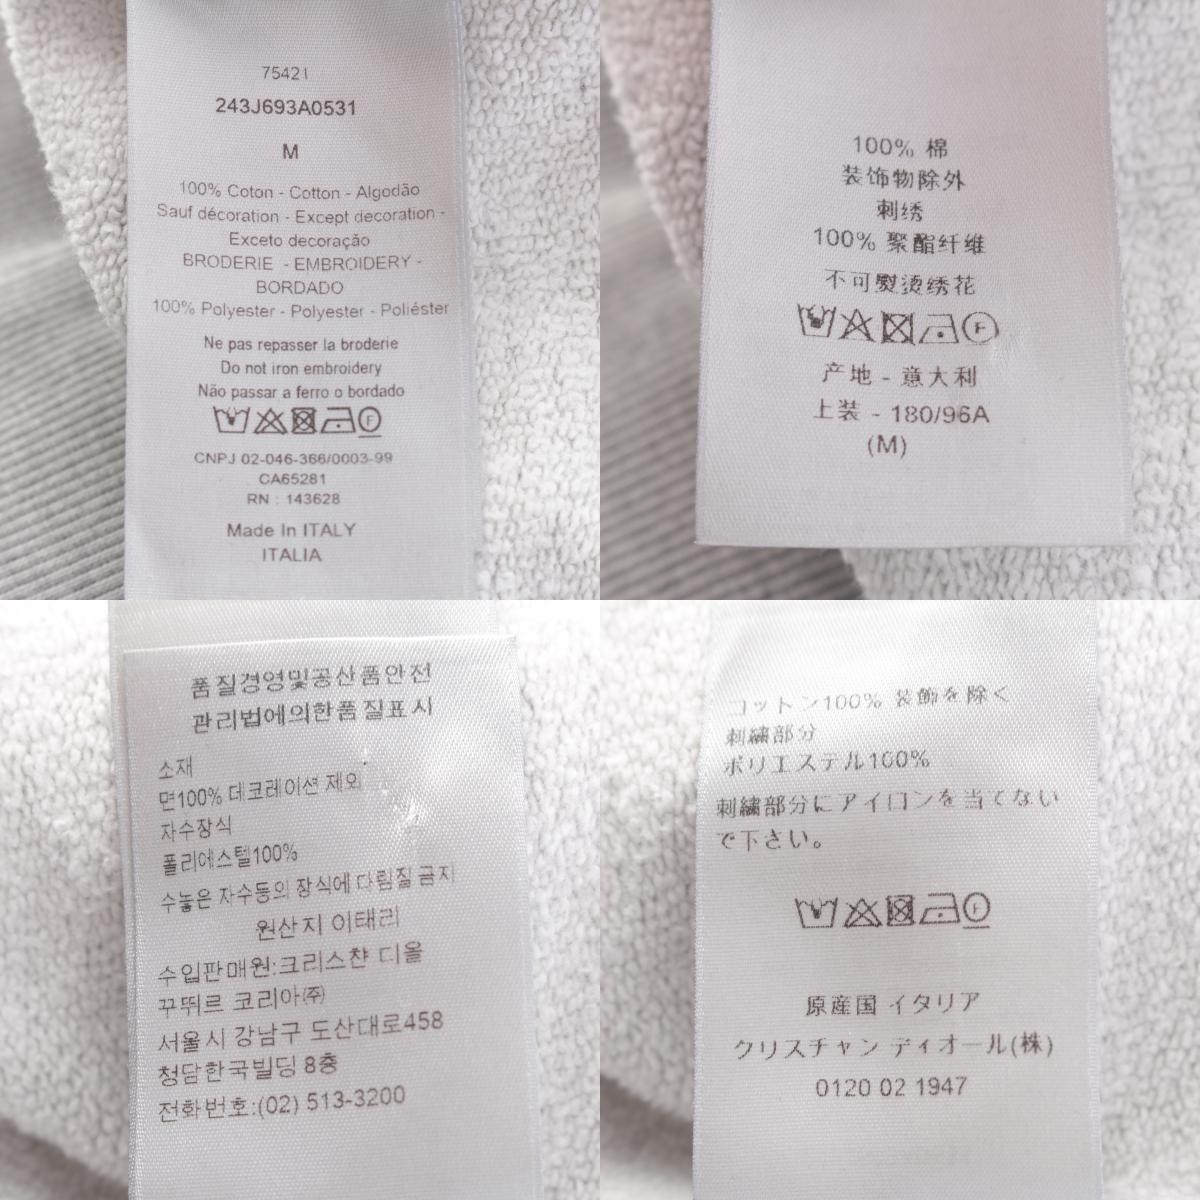 75421
243J693A0531
M
100% Coton - Cotton - Algodão
Sauf décoration - Except decoration -
Exceto decoração
BRODERIE - EMBROIDERY -
BORDADO
100% Polyester - Polyester - Poliéster
Ne pas repasser la broderie
Do not iron embroidery
Não passar a ferro o bordado
F
CNPJ 02-046-366/0003-99
CA65281
RN : 143628
Made In ITALY
ITALIA
100% 棉
装饰物除外
刺绣
100% 聚酯纤维
不可熨烫绣花
F
产地 - 意大利
上装 - 180/96A
(M)
품질경영및공산품안전
관리법에의한품질표시
소재
면100% 데코레이션 제외
자수장식
폴리에스텔100%
수놓은 자수등의 장식에 다림질 금지
원산지 이태리
수입판매원:크리스챤 디올
꾸뛰르 코리아㈜
서울시 강남구 도산대로458
청담한국빌딩 8층
전화번호:(02) 513-3200
コットン100% 装飾を除く
刺繍部分
ポリエステル100%
刺繍部分にアイロンを当てない
で下さい。
F
原産国 イタリア
クリスチャン ディオール(株)
0120 02 1947